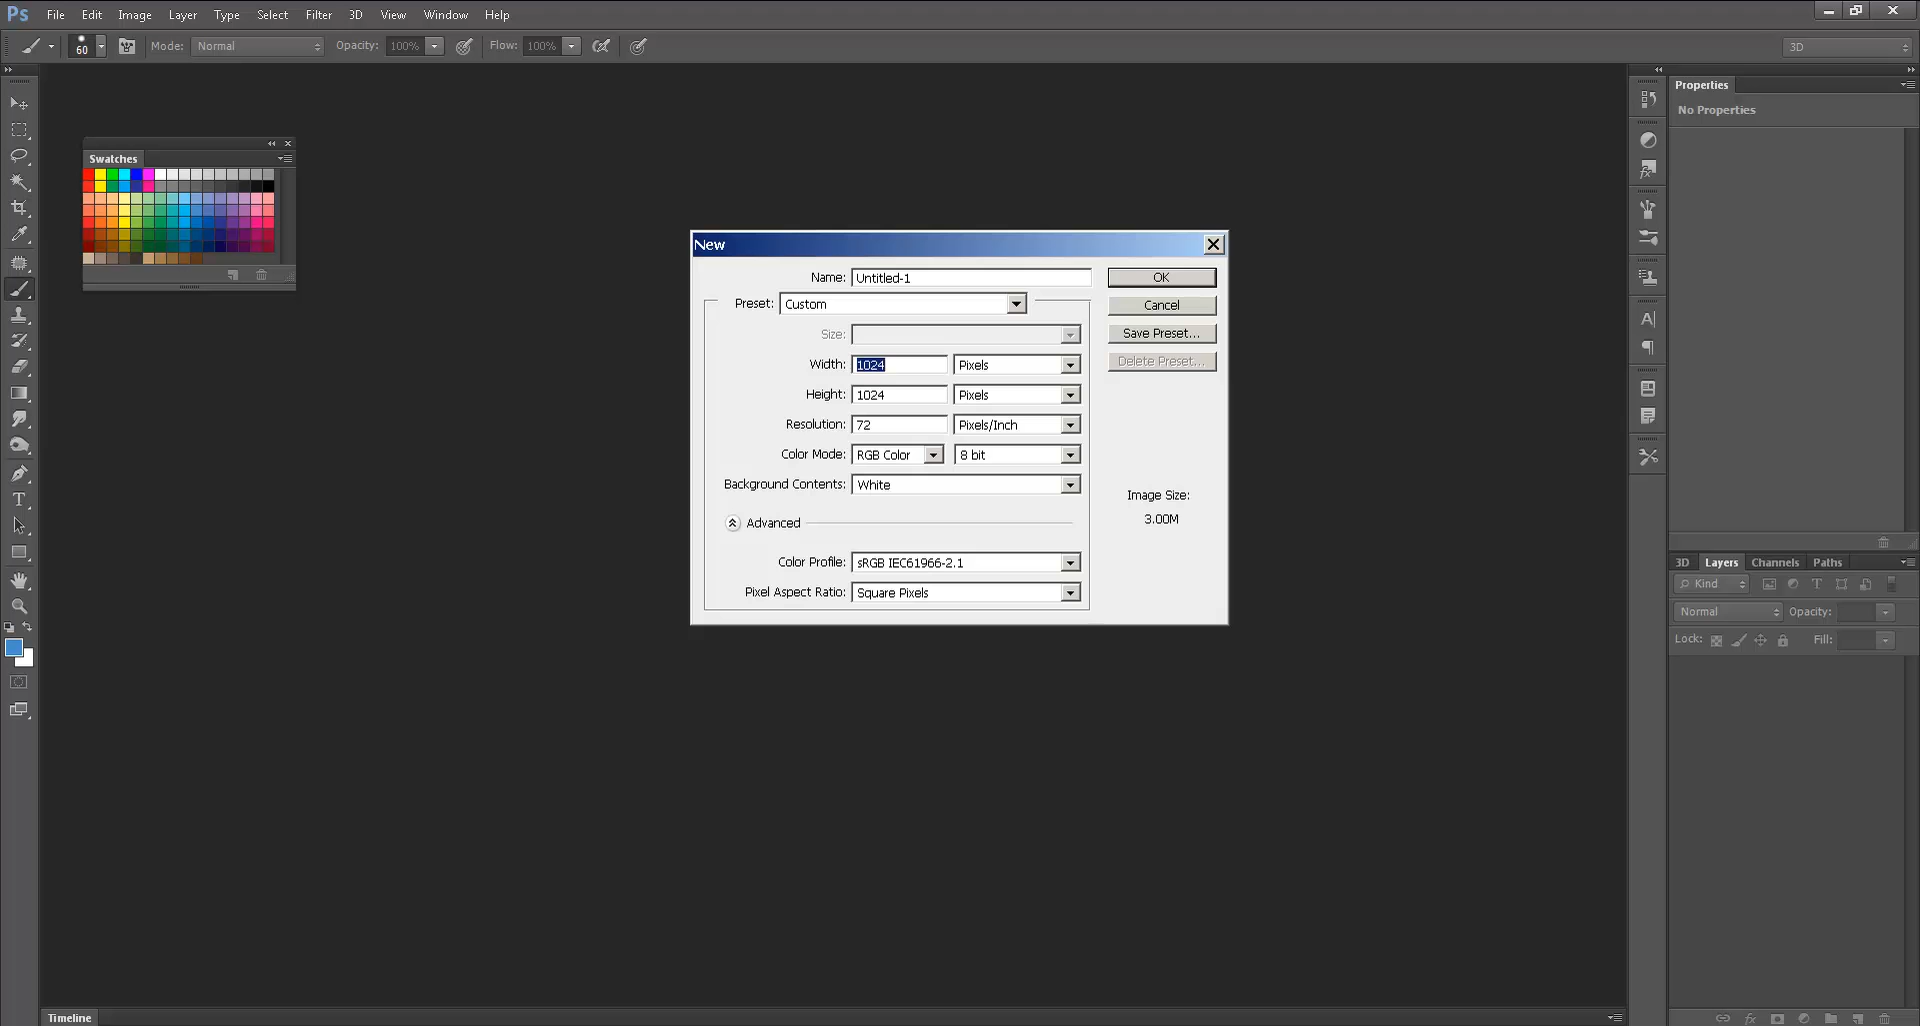 Ps File Edit Image Layer Type Select Filter 3D View Window Help
60 Mode: Normal Opacity: 100% Flow: 100% 3D
Properties
No Properties
Swatches
New
Name: Untitled-1 OK
Preset: Custom Cancel
Size: Save Preset...
Width: 1024 Pixels Delete Preset...
Height: 1024 Pixels
Resolution: 72 Pixels/Inch
Color Mode: RGB Color 8 bit
Background Contents: White
Image Size:
3.00M
Advanced
Color Profile: sRGB IEC61966-2.1
Pixel Aspect Ratio: Square Pixels
3D Layers Channels Paths
Kind
Normal Opacity:
Lock: Fill:
Timeline